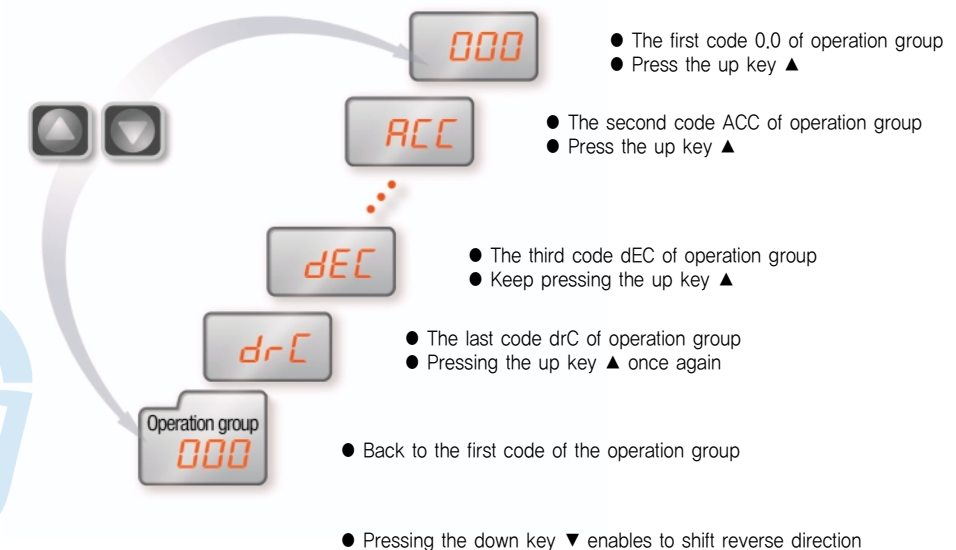 000
● The first code 0.0 of operation group
● Press the up key ▲
ACC
● The second code ACC of operation group
● Press the up key ▲
dEC
● The third code dEC of operation group
● Keep pressing the up key ▲
drC
● The last code drC of operation group
● Pressing the up key ▲ once again
Operation group
000
● Back to the first code of the operation group
● Pressing the down key ▼ enables to shift reverse direction